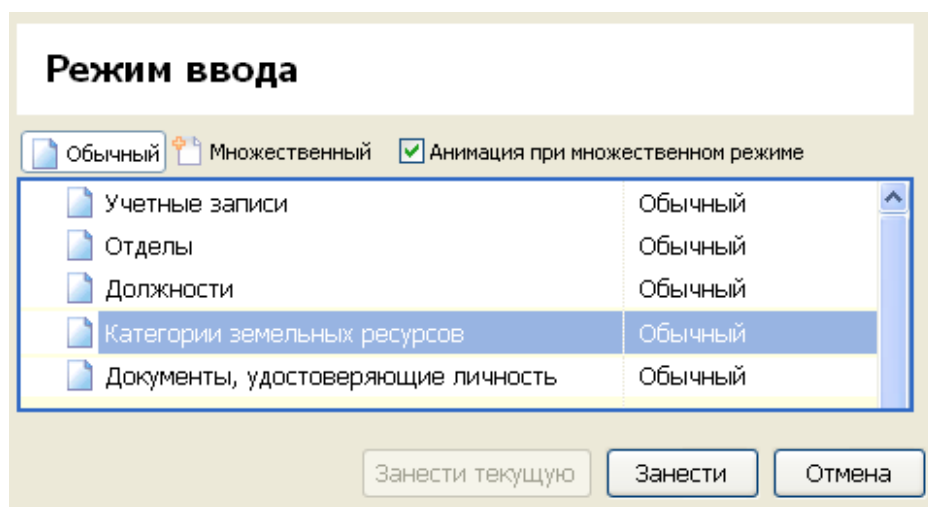 Режим ввода
Обычный Множественный Анимация при множественном режиме
Учетные записи Обычный
Отделы Обычный
Должности Обычный
Категории земельных ресурсов Обычный
Документы, удостоверяющие личность Обычный
Занести текущую Занести Отмена